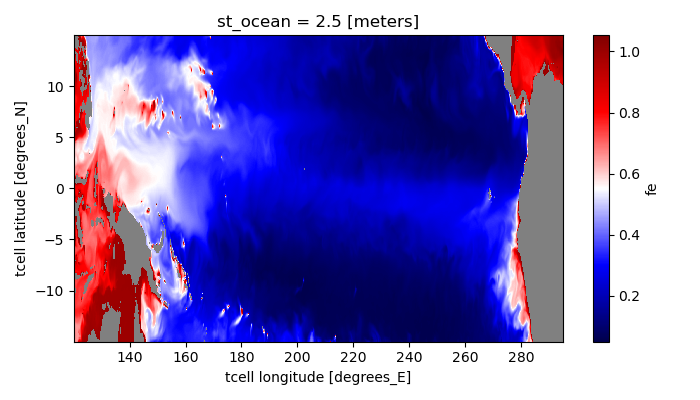 st_ocean = 2.5 [meters]
10
5
0
−5
−10
tcell latitude [degrees_N]
140 160 180 200 220 240 260 280
tcell longitude [degrees_E]
1.0
0.8
0.6
0.4
0.2
fe